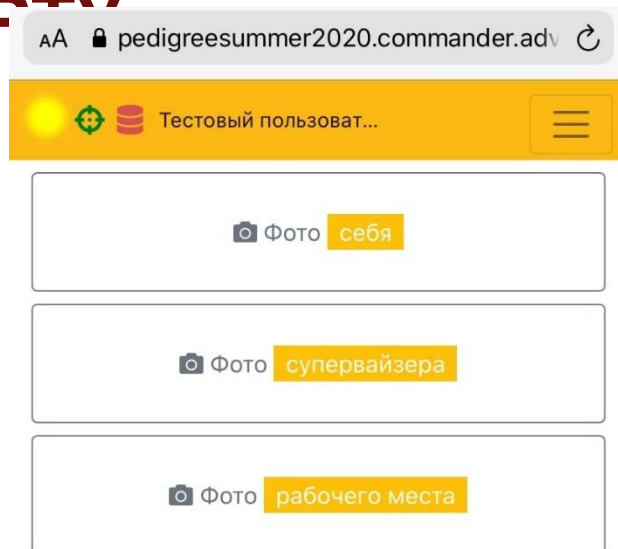 AA pedigreesummer2020.commander.adv
Тестовый пользоват...
Фото себя
Фото супервайзера
Фото рабочего места